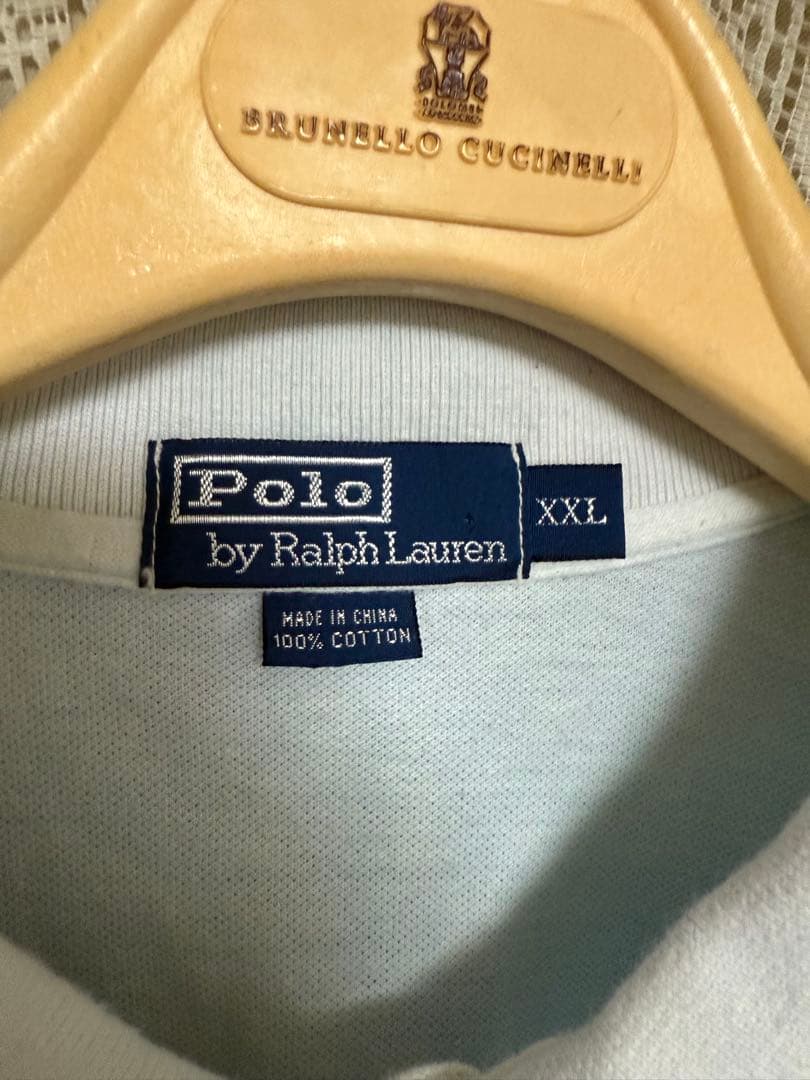 BRUNELLO CUCINELLI
Polo
by Ralph Lauren
XXL
MADE IN CHINA
100% COTTON